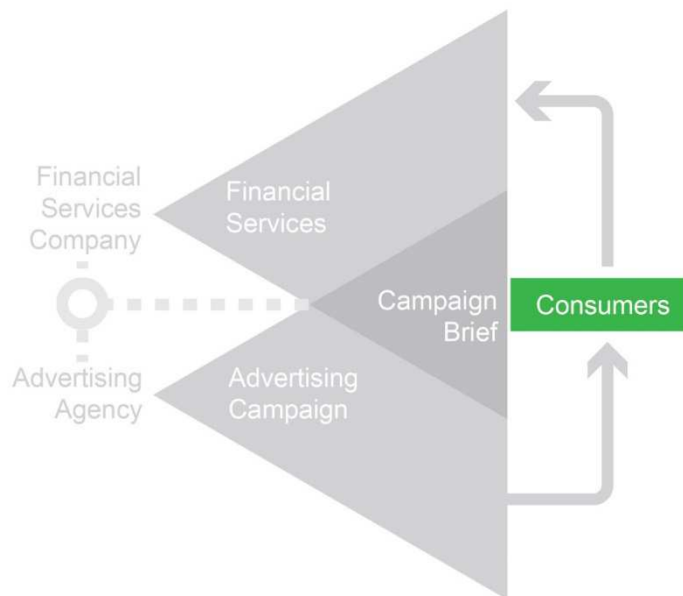 Financial
Services
Company
Financial
Services
Campaign
Brief
Consumers
Advertising
Agency
Advertising
Campaign